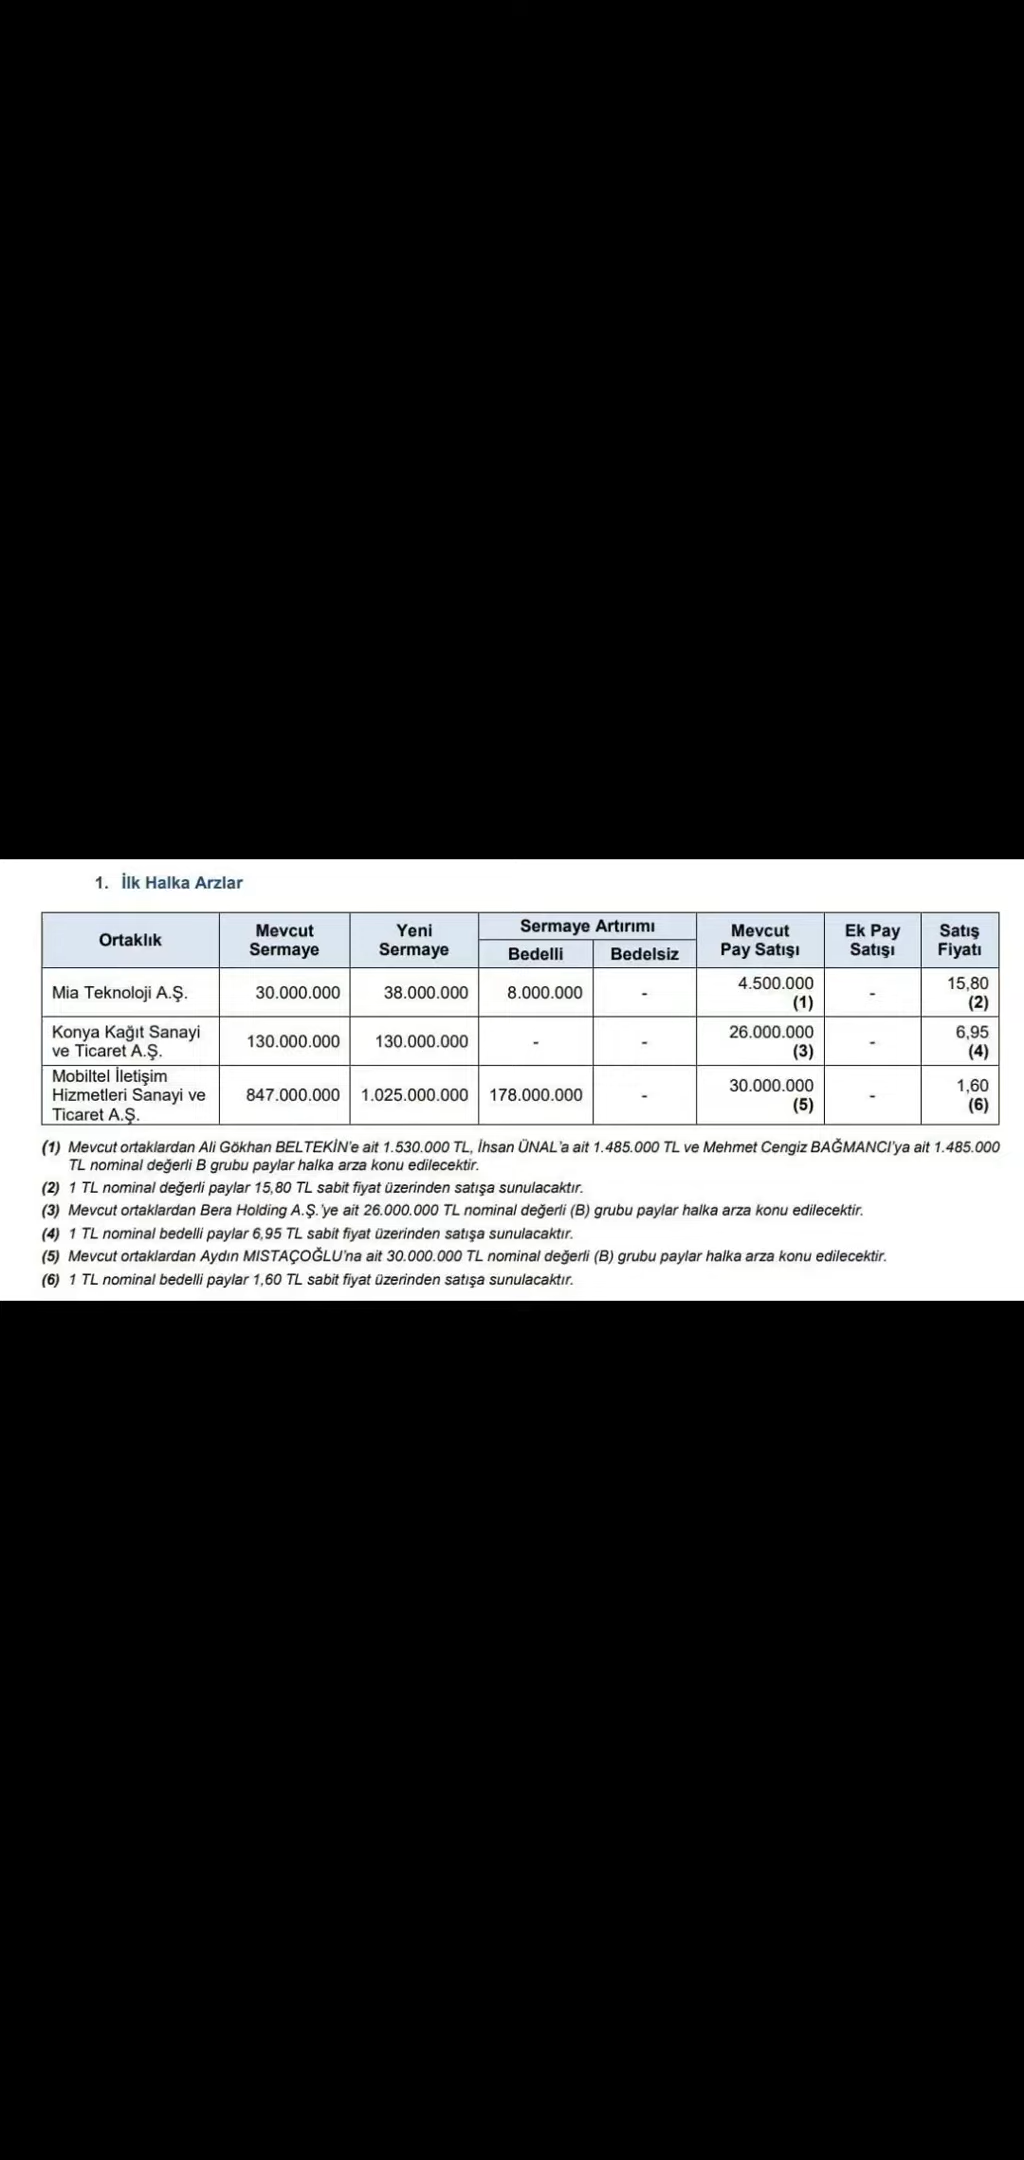 1. İlk Halka Arzlar
Ortaklık Mevcut Sermaye Yeni Sermaye Sermaye Artırımı Bedelli Bedelsiz Mevcut Pay Satışı Ek Pay Satışı Satış Fiyatı
Mia Teknoloji A.Ş. 30.000.000 38.000.000 8.000.000 - 4.500.000 (1) - 15,80 (2)
Konya Kağıt Sanayi ve Ticaret A.Ş. 130.000.000 130.000.000 - - 26.000.000 (3) - 6,95 (4)
Mobiltel İletişim Hizmetleri Sanayi ve Ticaret A.Ş. 847.000.000 1.025.000.000 178.000.000 - 30.000.000 (5) - 1,60 (6)
(1) Mevcut ortaklardan Ali Gökhan BELTEKİN'e ait 1.530.000 TL, İhsan ÜNAL'a ait 1.485.000 TL ve Mehmet Cengiz BAĞMANCI'ya ait 1.485.000
TL nominal değerli B grubu paylar halka arza konu edilecektir.
(2) 1 TL nominal değerli paylar 15,80 TL sabit fiyat üzerinden satışa sunulacaktır.
(3) Mevcut ortaklardan Bera Holding A.Ş.'ye ait 26.000.000 TL nominal değerli (B) grubu paylar halka arza konu edilecektir.
(4) 1 TL nominal bedelli paylar 6,95 TL sabit fiyat üzerinden satışa sunulacaktır.
(5) Mevcut ortaklardan Aydın MISTAÇOĞLU'na ait 30.000.000 TL nominal değerli (B) grubu paylar halka arza konu edilecektir.
(6) 1 TL nominal bedelli paylar 1,60 TL sabit fiyat üzerinden satışa sunulacaktır.